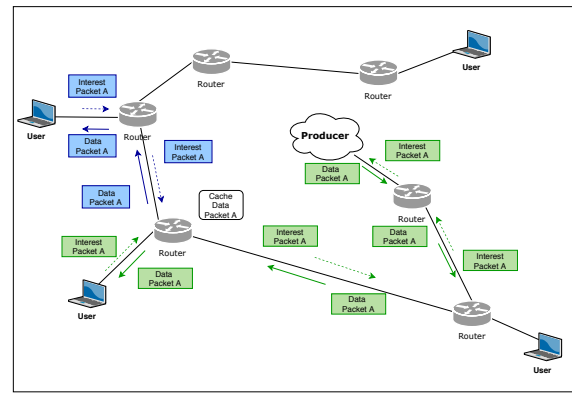 User
Router
Router
Interest
Packet A
Router
User
Data
Packet A
Producer
Interest
Packet A
Interest
Packet A
Data
Packet A
Router
Data
Packet A
Cache
Data
Packet A
Router
Interest
Packet A
Interest
Packet A
Data
Packet A
Interest
Packet A
Data
Packet A
Data
Packet A
User
Router
User